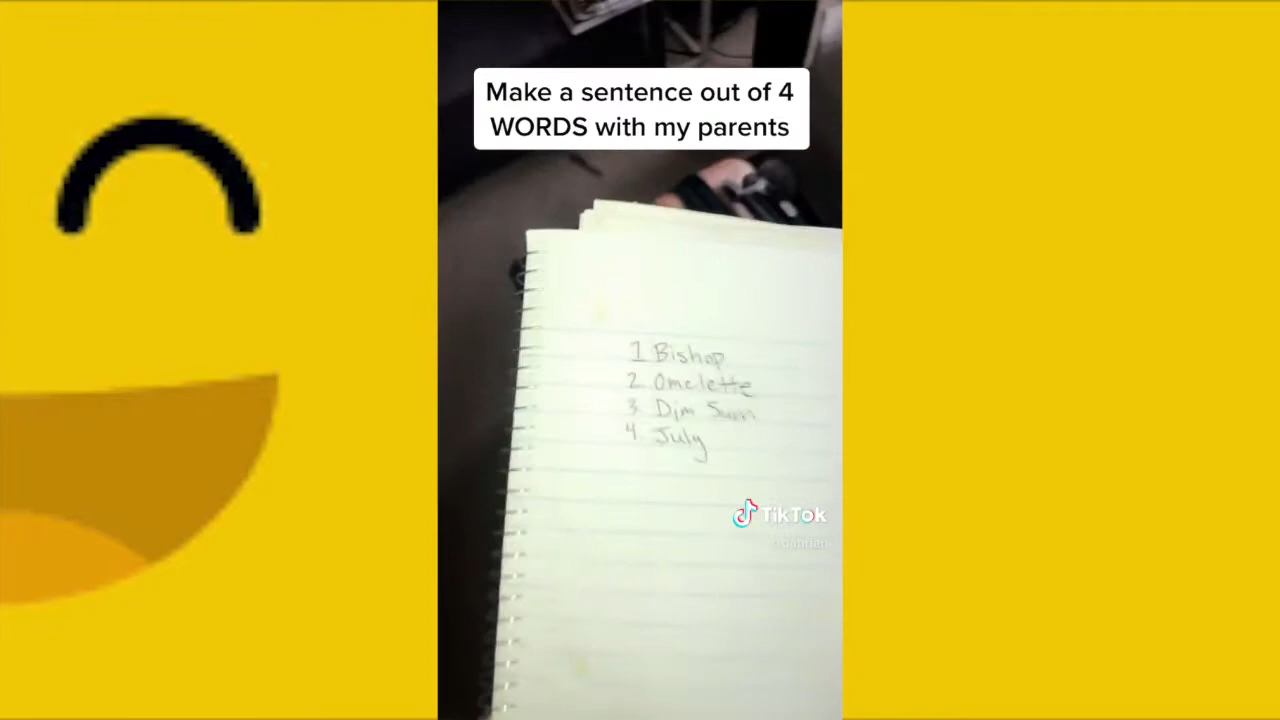 Make a sentence out of 4
WORDS with my parents
1 Bishop
2 Omelette
3 Dim Sum
4 July
TikTok